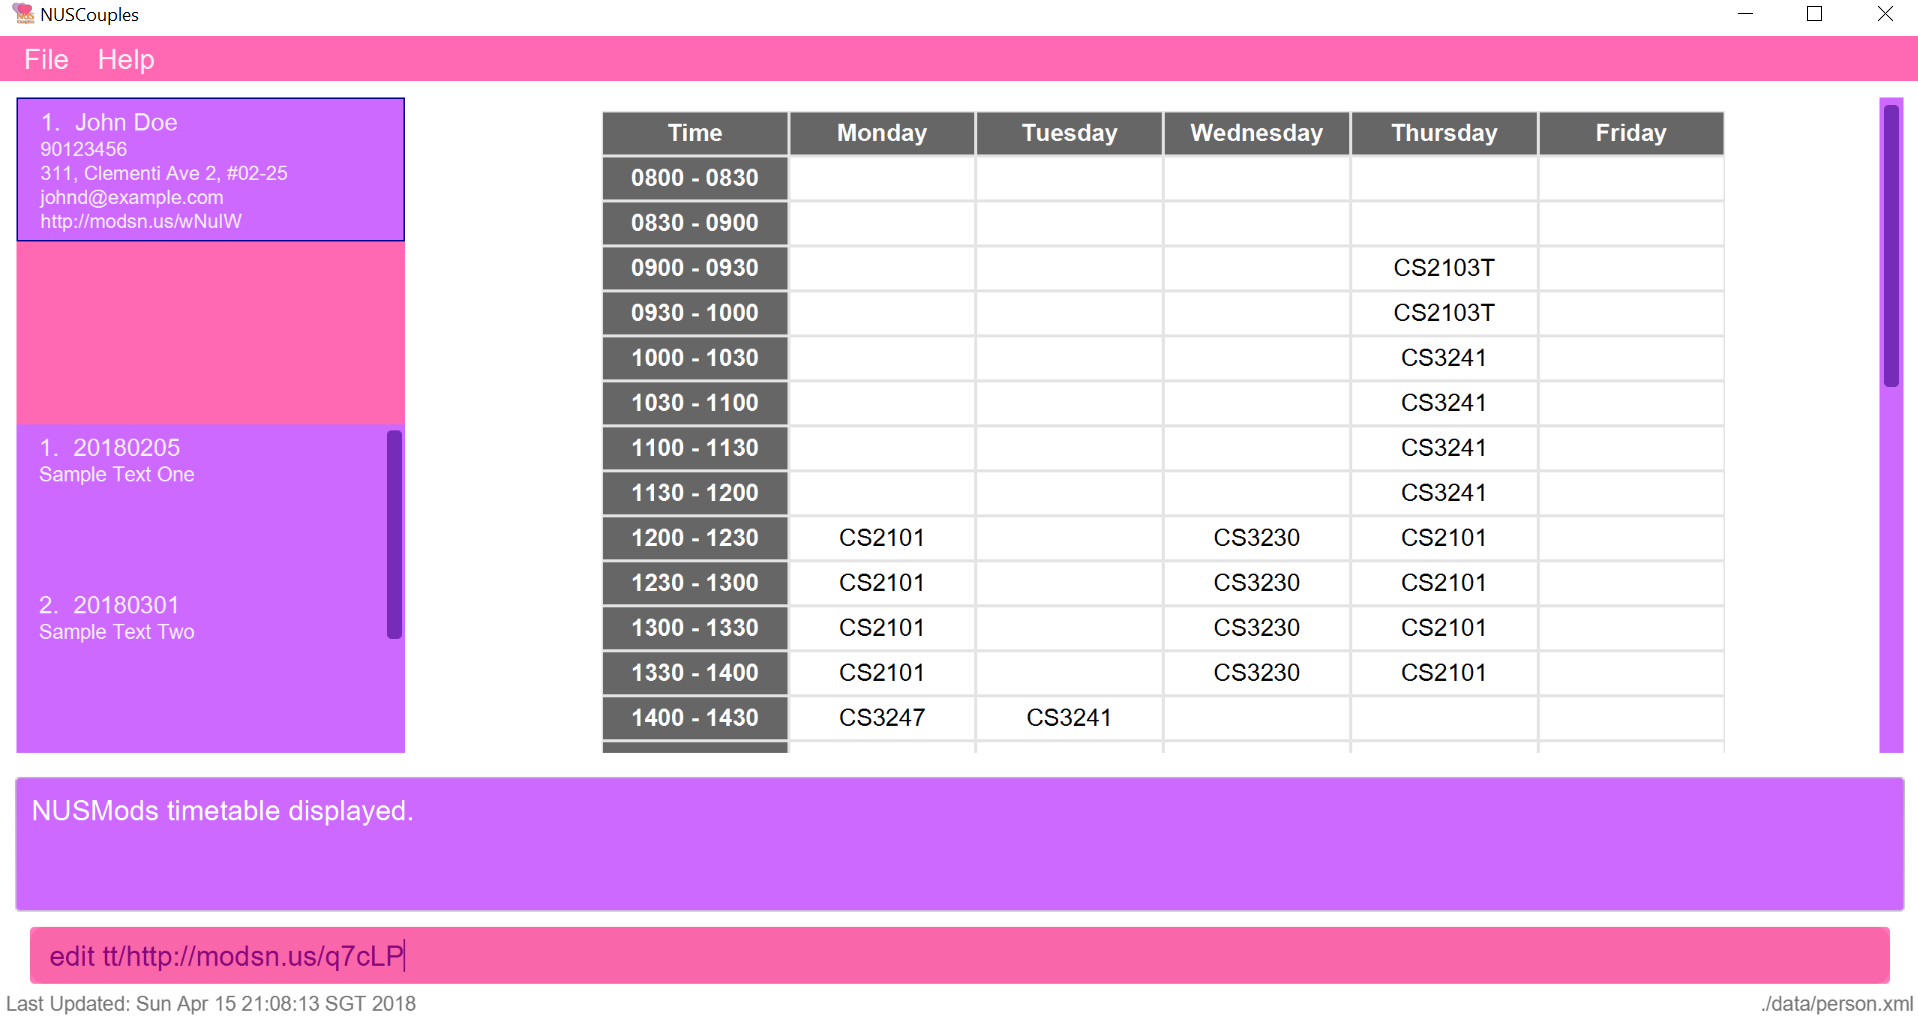 NUSCouples
File Help
1. John Doe
90123456
311, Clementi Ave 2, #02-25
johnd@example.com
http://modsn.us/wNuIW
1. 20180205
Sample Text One
2. 20180301
Sample Text Two
Time Monday Tuesday Wednesday Thursday Friday
0800 - 0830
0830 - 0900
0900 - 0930 CS2103T
0930 - 1000 CS2103T
1000 - 1030 CS3241
1030 - 1100 CS3241
1100 - 1130 CS3241
1130 - 1200 CS3241
1200 - 1230 CS2101 CS3230 CS2101
1230 - 1300 CS2101 CS3230 CS2101
1300 - 1330 CS2101 CS3230 CS2101
1330 - 1400 CS2101 CS3230 CS2101
1400 - 1430 CS3247 CS3241
NUSMods timetable displayed.
edit tt/http://modsn.us/q7cLP
Last Updated: Sun Apr 15 21:08:13 SGT 2018
./data/person.xml